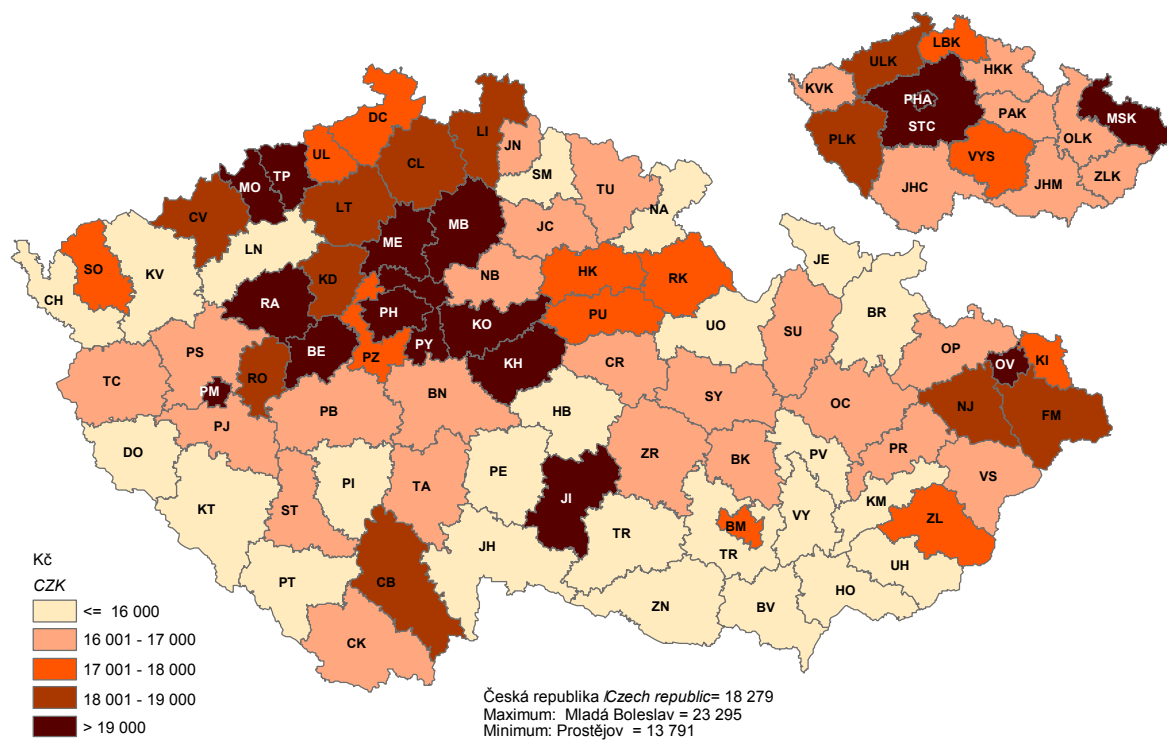 LBK
ULK
HKK
KVK
PHA
MSK
STC
PAK
PLK
OLK
VYS
ZLK
JHC
JHM
DC
LI
UL
JN
CL
SM
TP
MO
TU
CV
LT
NA
MB
JC
LN
ME
SO
KV
JE
HK
RK
NB
KD
CH
RA
BR
PH
KO
PU
UO
SU
OP
PS
BE
PY
PZ
KI
OV
KH
CR
TC
RO
PM
PB
BN
SY
OC
NJ
FM
HB
PJ
DO
PR
ZR
BK
PV
PE
VS
PI
TA
KT
ST
JI
KM
VY
ZL
BM
TR
TR
JH
UH
PT
CB
HO
ZN
BV
CK
Kč
CZK
<= 16 000
16 001 - 17 000
17 001 - 18 000
18 001 - 19 000
> 19 000
Česká republika /Czech republic= 18 279
Maximum: Mladá Boleslav = 23 295
Minimum: Prostějov = 13 791